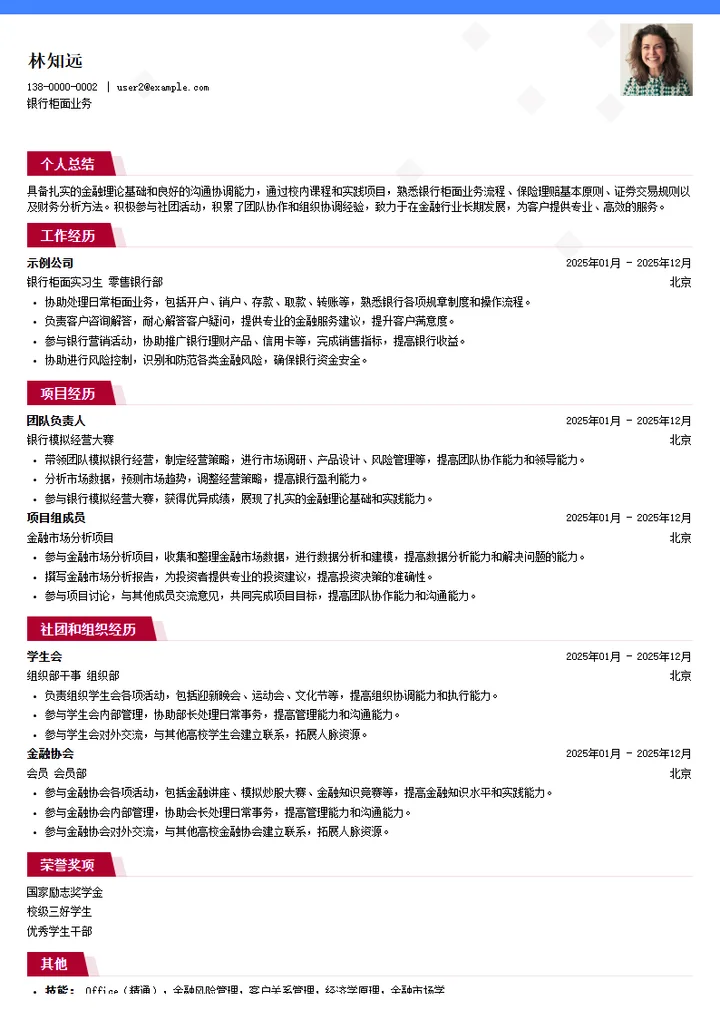 林知远
138-0000-0002 | user2@example.com
银行柜面业务
个人总结
具备扎实的金融理论基础和良好的沟通协调能力，通过校内课程和实践项目，熟悉银行柜面业务流程、保险理赔基本原则、证券交易规则以
及财务分析方法。积极参与社团活动，积累了团队协作和组织协调经验，致力于在金融行业长期发展，为客户提供专业、高效的服务。
工作经历
示例公司 2025年01月 - 2025年12月
银行柜面实习生 零售银行部 北京
• 协助处理日常柜面业务，包括开户、销户、存款、取款、转账等，熟悉银行各项规章制度和操作流程。
• 负责客户咨询解答，耐心解答客户疑问，提供专业的金融服务建议，提升客户满意度。
• 参与银行营销活动，协助推广银行理财产品、信用卡等，完成销售指标，提高银行收益。
• 协助进行风险控制，识别和防范各类金融风险，确保银行资金安全。
项目经历
团队负责人 2025年01月 - 2025年12月
银行模拟经营大赛 北京
• 带领团队模拟银行经营，制定经营策略，进行市场调研、产品设计、风险管理等，提高团队协作能力和领导能力。
• 分析市场数据，预测市场趋势，调整经营策略，提高银行盈利能力。
• 参与银行模拟经营大赛，获得优异成绩，展现了扎实的金融理论基础和实践能力。
项目组成员 2025年01月 - 2025年12月
金融市场分析项目 北京
• 参与金融市场分析项目，收集和整理金融市场数据，进行数据分析和建模，提高数据分析能力和解决问题的能力。
• 撰写金融市场分析报告，为投资者提供专业的投资建议，提高投资决策的准确性。
• 参与项目讨论，与其他成员交流意见，共同完成项目目标，提高团队协作能力和沟通能力。
社团和组织经历
学生会 2025年01月 - 2025年12月
组织部干事 组织部 北京
• 负责组织学生会各项活动，包括迎新晚会、运动会、文化节等，提高组织协调能力和执行能力。
• 参与学生会内部管理，协助部长处理日常事务，提高管理能力和沟通能力。
• 参与学生会对外交流，与其他高校学生会建立联系，拓展人脉资源。
金融协会 2025年01月 - 2025年12月
会员 会员部 北京
• 参与金融协会各项活动，包括金融讲座、模拟炒股大赛、金融知识竞赛等，提高金融知识水平和实践能力。
• 参与金融协会内部管理，协助会长处理日常事务，提高管理能力和沟通能力。
• 参与金融协会对外交流，与其他高校金融协会建立联系，拓展人脉资源。
荣誉奖项
国家励志奖学金
校级三好学生
优秀学生干部
其他
• 技能： Office（精通），金融风险管理，客户关系管理，经济学原理，金融市场学